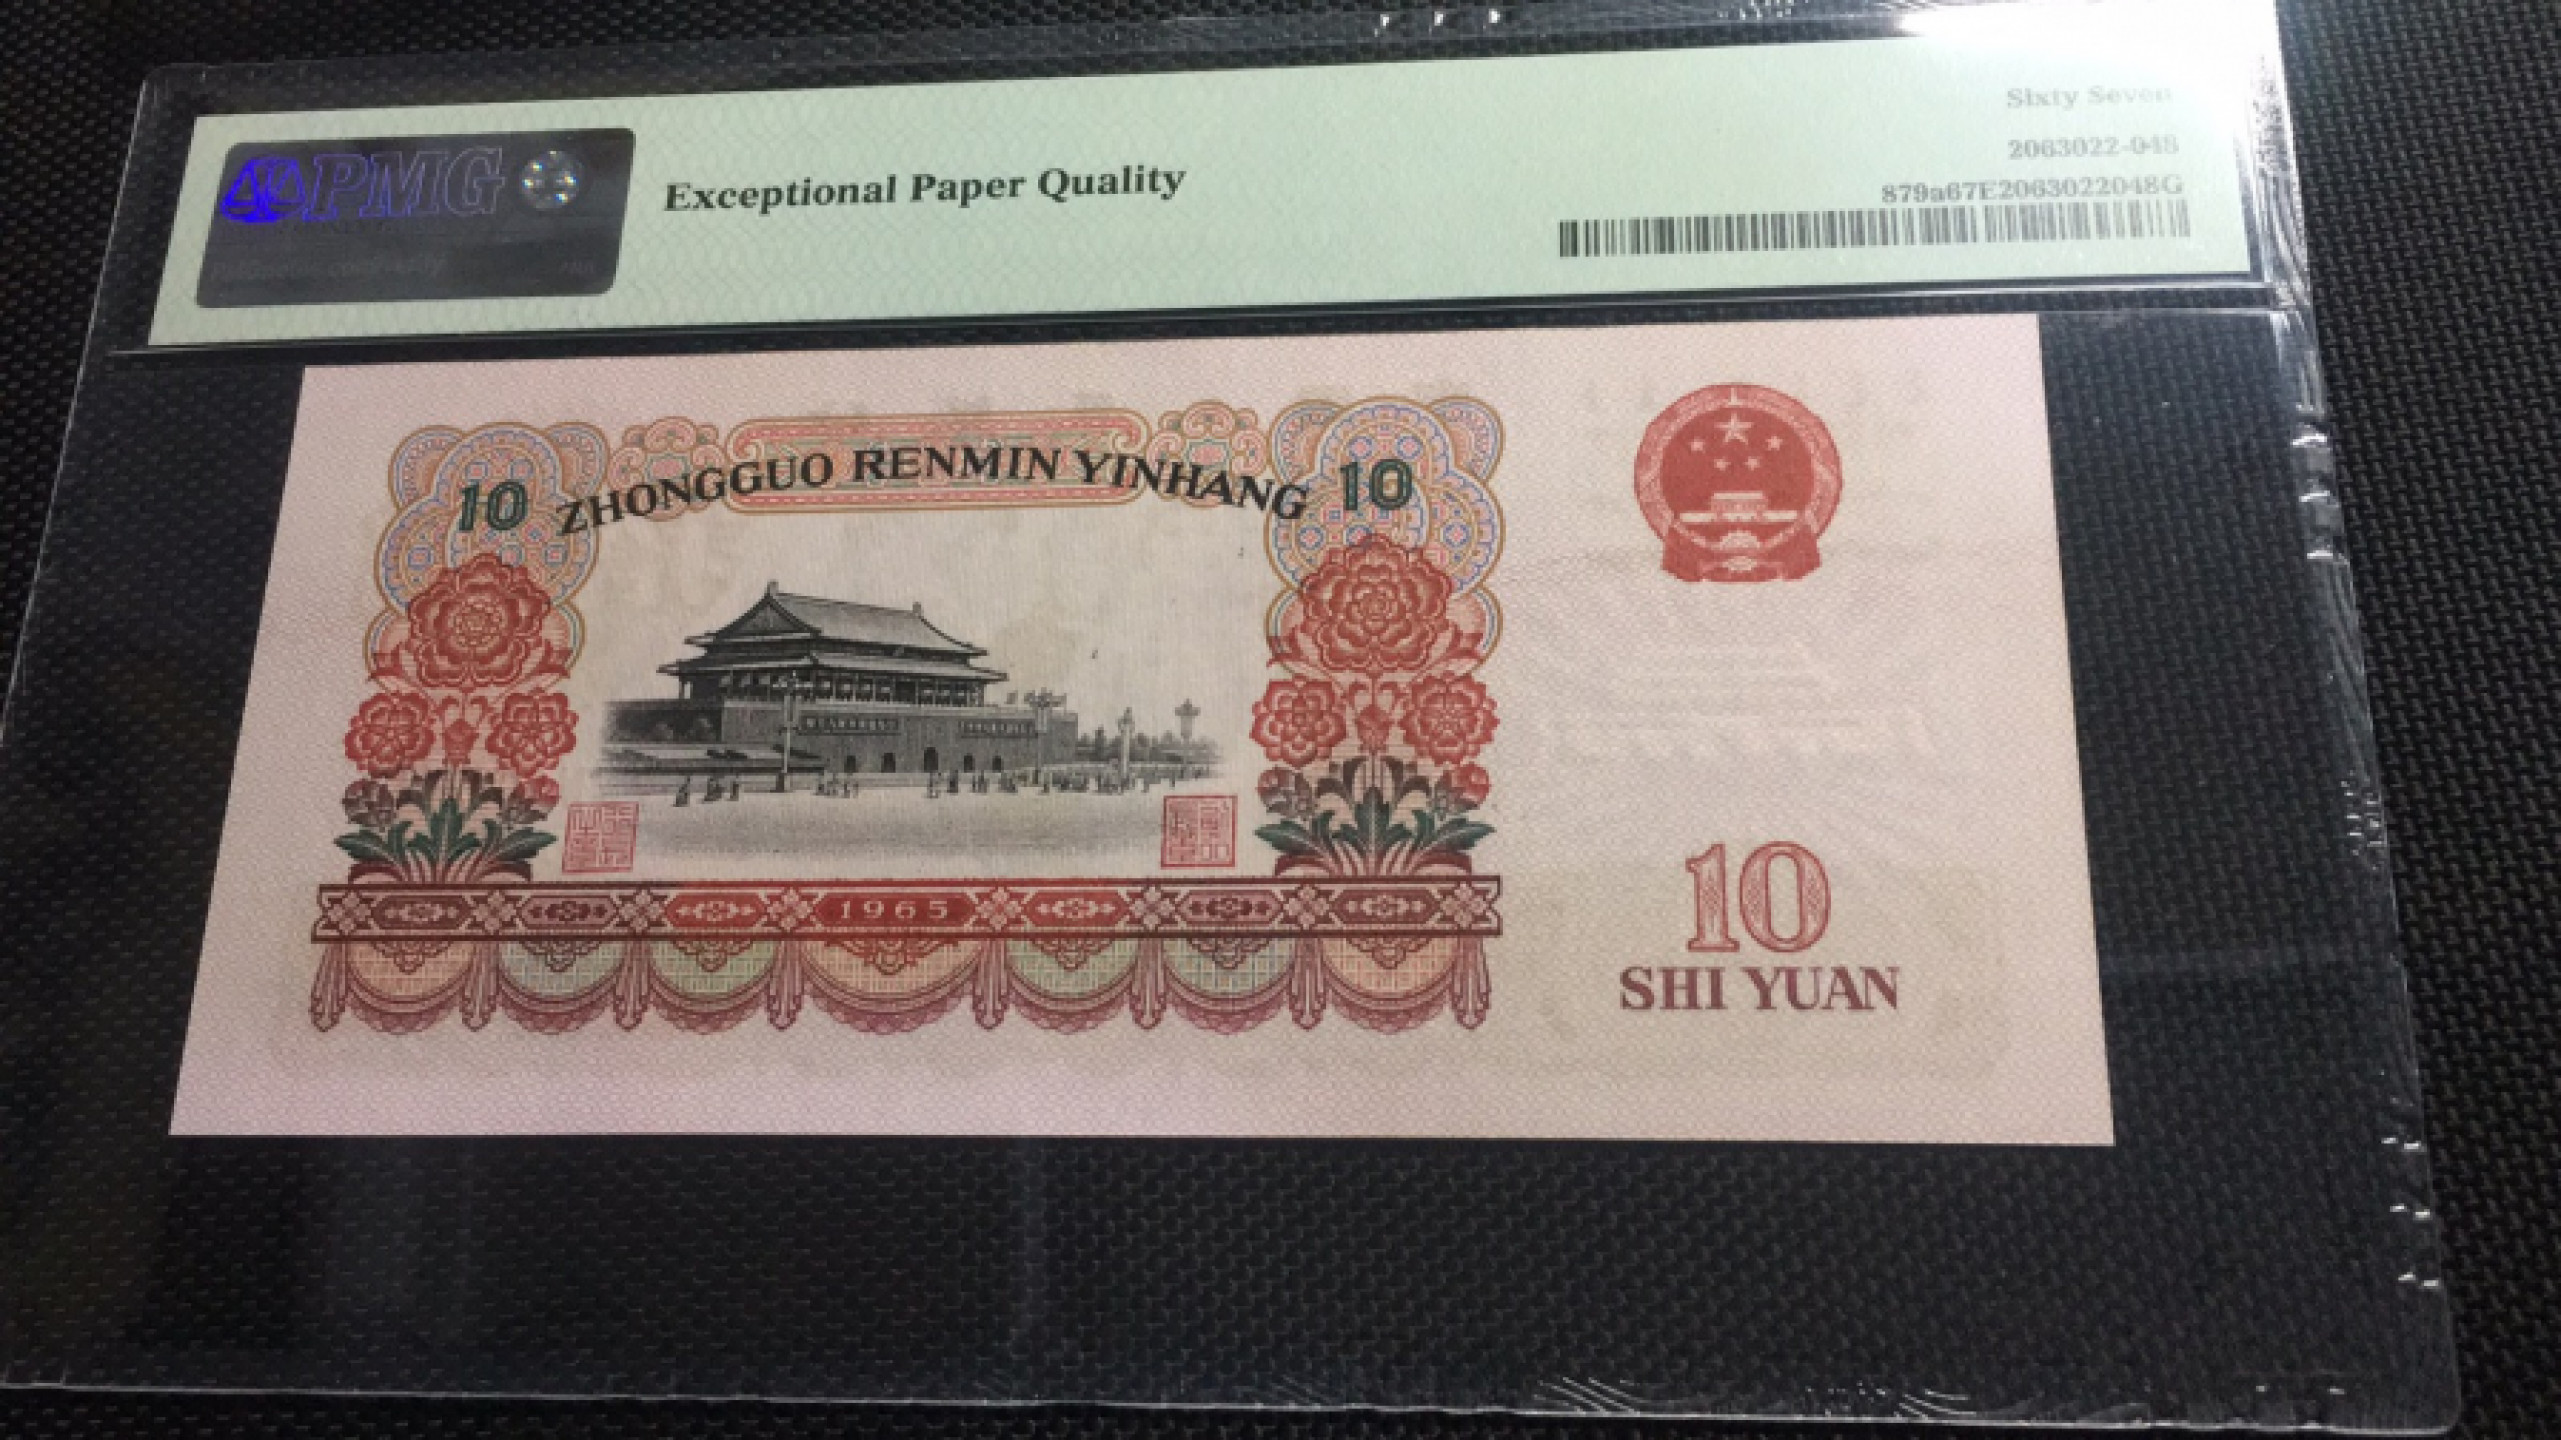 Sixty Seven
2063022-048
PMG
Exceptional Paper Quality
879a67E2063022048G
10 ZHONGGUO RENMIN YINHANG 10
1965
10
SHI YUAN